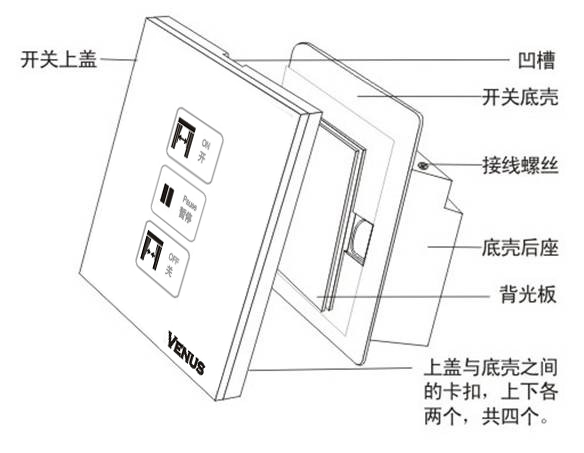 开关上盖
凹槽
开关底壳
接线螺丝
底壳后座
背光板
上盖与底壳之间
的卡扣，上下各
两个，共四个。
ON
开
Pause
暂停
OFF
关
VENUS